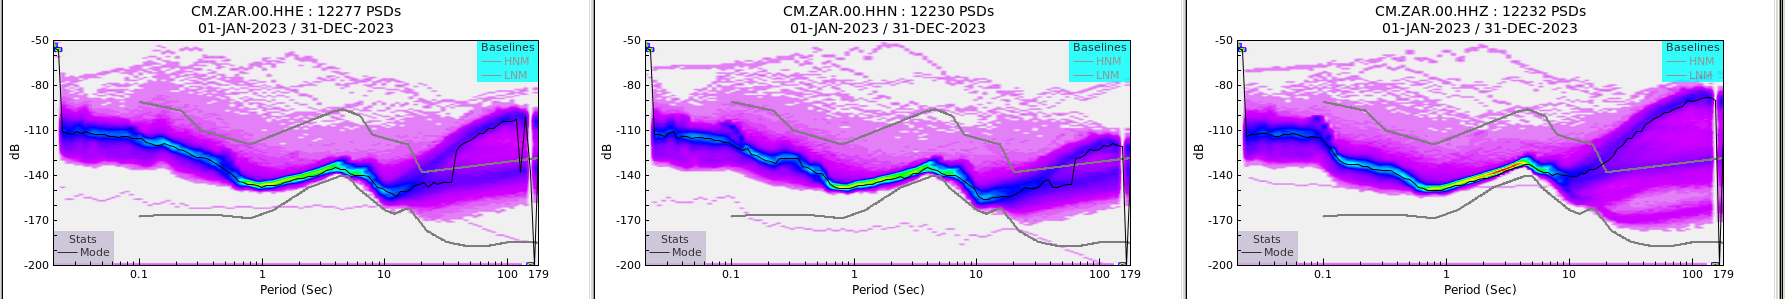 CM.ZAR.00.HHE : 12277 PSDs
01-JAN-2023 / 31-DEC-2023
-50
-80
-110
-140
-170
-200
dB
Baselines
HNM
LNM
Stats
Mode
0.1 1 10 100 179
Period (Sec)
CM.ZAR.00.HHN : 12230 PSDs
01-JAN-2023 / 31-DEC-2023
-50
-80
-110
-140
-170
-200
dB
Baselines
HNM
LNM
Stats
Mode
0.1 1 10 100 179
Period (Sec)
CM.ZAR.00.HHZ : 12232 PSDs
01-JAN-2023 / 31-DEC-2023
-50
-80
-110
-140
-170
-200
dB
Baselines
HNM
LNM
Stats
Mode
0.1 1 10 100 179
Period (Sec)